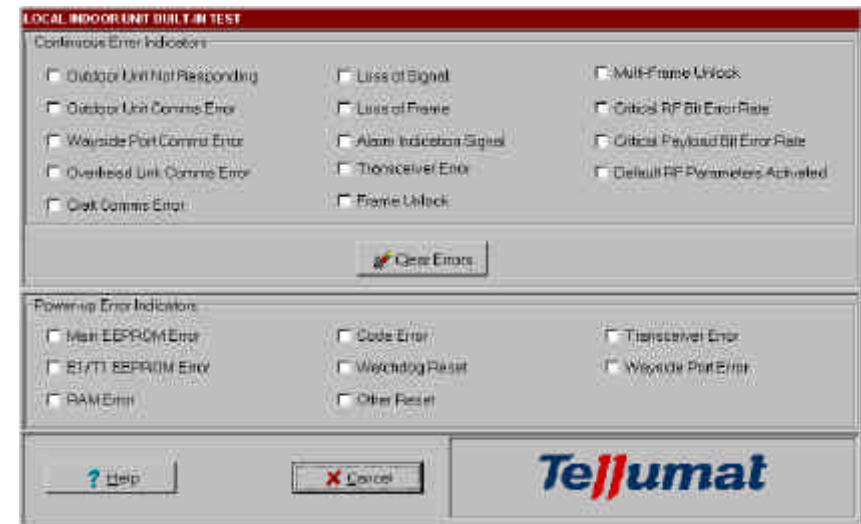 LOCAL INDOOR UNIT BUILT-IN TEST
Continuous Error Indicators
Outdoor Unit Not Responding
Outdoor Unit Comms Error
Wayside Port Comms Error
Overhead Link Comms Error
Craft Comms Error
Loss of Signal
Loss of Frame
Alarm Indication Signal
Transceiver Error
Frame Unlock
Multi-Frame Unlock
Critical RF Bit Error Rate
Critical Payload Bit Error Rate
Default RF Parameters Activated
Clear Errors
Power-up Error Indicators
Main EEPROM Error
E1/T1 EEPROM Error
RAM Error
Code Error
Watchdog Reset
Other Reset
Transceiver Error
Wayside Port Error
? Help
Cancel
Tellumat